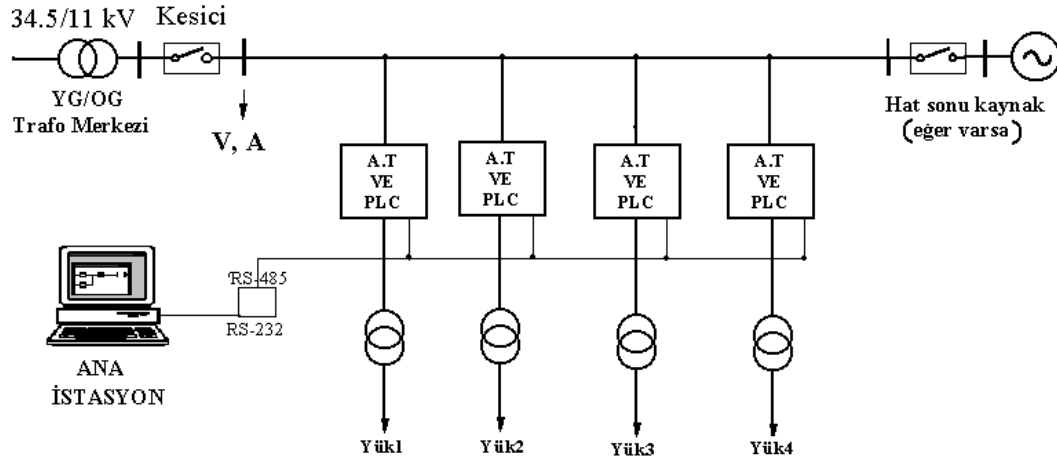 34.5/11 kV
Kesici
YG/OG
Trafo Merkezi
V, A
Hat sonu kaynak
(eğer varsa)
A.T
VE
PLC
A.T
VE
PLC
A.T
VE
PLC
A.T
VE
PLC
RS-485
RS-232
ANA
İSTASYON
Yük1
Yük2
Yük3
Yük4